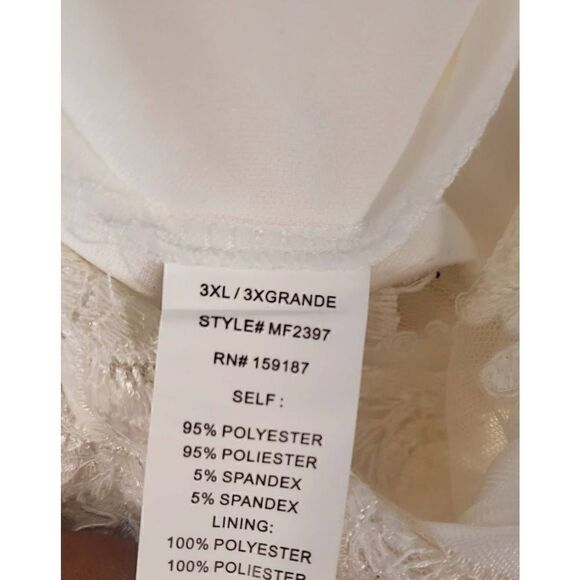 3XL / 3XGRANDE
STYLE# MF2397
RN# 159187
SELF :
95% POLYESTER
95% POLIESTER
5% SPANDEX
5% SPANDEX
LINING:
100% POLYESTER
100% POLIESTER